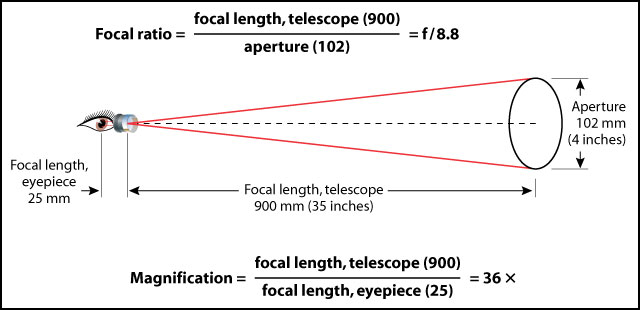 Focal ratio = focal length, telescope (900) / aperture (102) = f/8.8
Aperture
102 mm
(4 inches)
Focal length,
eyepiece
25 mm
Focal length, telescope
900 mm (35 inches)
Magnification = focal length, telescope (900) / focal length, eyepiece (25) = 36 ×